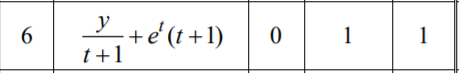 6 y/(t+1) + e^t (t+1) 0 1 1